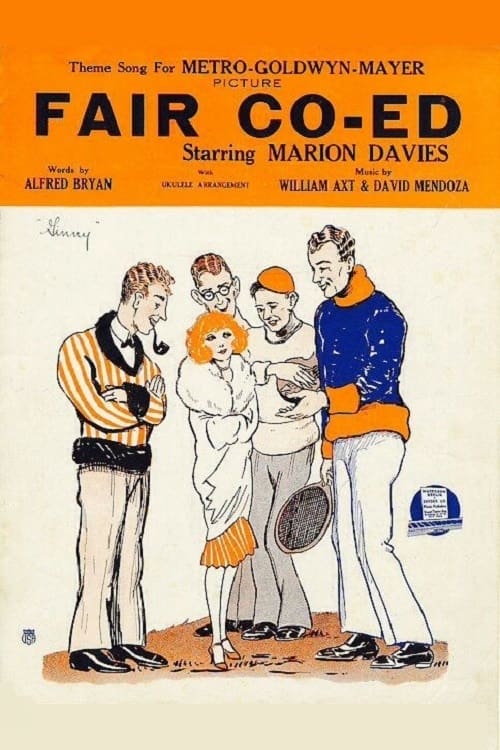 Theme Song For METRO-GOLDWYN-MAYER
PICTURE
FAIR CO-ED
Starring MARION DAVIES
Words by
ALFRED BRYAN
With
UKULELE ARRANGEMENT
Music by
WILLIAM AXT & DAVID MENDOZA
"Ginny"
USA